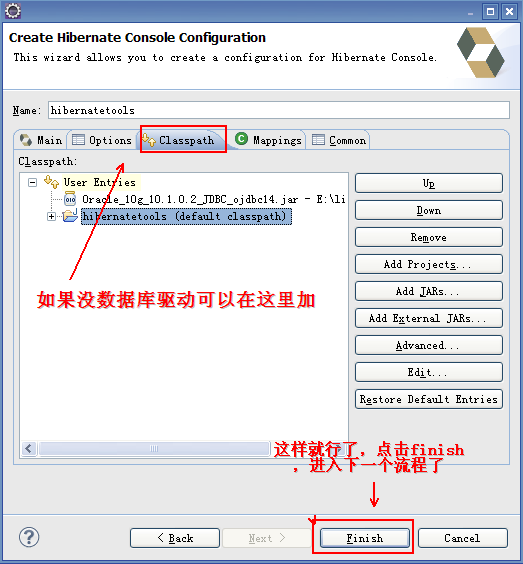 Create Hibernate Console Configuration
This wizard allows you to create a configuration for Hibernate Console.
Name: hibernatetools
Main Options Classpath Mappings Common
Classpath:
User Entries
Oracle_10g_10.1.0.2_JDBC_ojdbc14.jar - E:\li
hibernatetools (default classpath)
Up
Down
Remove
Add Projects...
Add JARs...
Add External JARs...
Advanced...
Edit...
Restore Default Entries
如果没数据库驱动可以在这里加
这样就行了，点击finish
，进入下一个流程了
?
< Back
Next >
Finish
Cancel